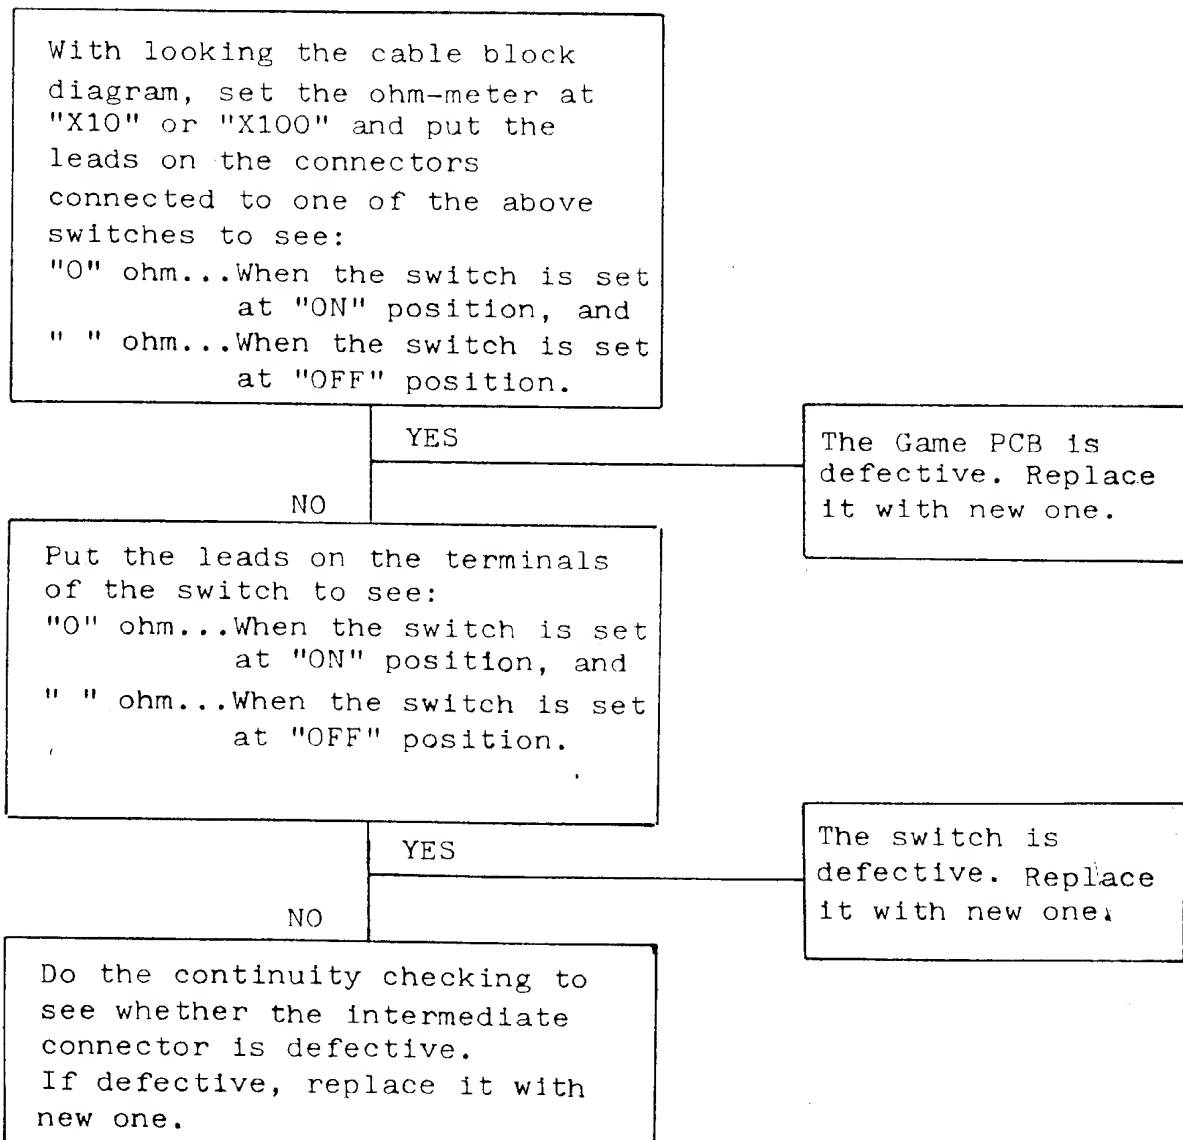 With looking the cable block
diagram, set the ohm-meter at
"X10" or "X100" and put the
leads on the connectors
connected to one of the above
switches to see:
"0" ohm...When the switch is set
at "ON" position, and
" " ohm...When the switch is set
at "OFF" position.
YES
The Game PCB is
defective. Replace
it with new one.
NO
Put the leads on the terminals
of the switch to see:
"0" ohm...When the switch is set
at "ON" position, and
" " ohm...When the switch is set
at "OFF" position.
YES
The switch is
defective. Replace
it with new one.
NO
Do the continuity checking to
see whether the intermediate
connector is defective.
If defective, replace it with
new one.